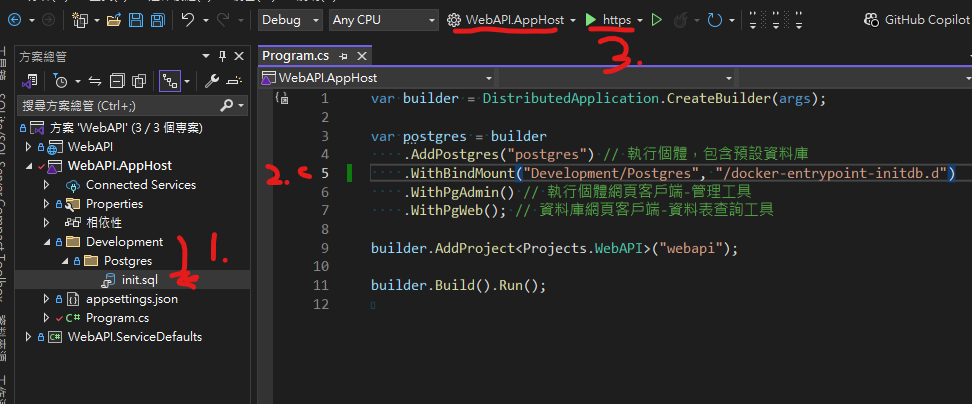 Debug
Any CPU
WebAPI.AppHost
https
GitHub Copilot
3.
方案總管
搜尋方案總管 (Ctrl+;)
方案 'WebAPI' (3 / 3 個專案)
WebAPI
WebAPI.AppHost
Connected Services
Properties
相依性
Development
Postgres
init.sql
appsettings.json
Program.cs
WebAPI.ServiceDefaults
1.
2.
Program.cs
WebAPI.AppHost
1 var builder = DistributedApplication.CreateBuilder(args);
2
3 var postgres = builder
4 .AddPostgres("postgres") // 執行個體，包含預設資料庫
5 .WithBindMount("Development/Postgres", "/docker-entrypoint-initdb.d")
6 .WithPgAdmin() // 執行個體網頁客戶端-管理工具
7 .WithPgWeb(); // 資料庫網頁客戶端-資料表查詢工具
8
9 builder.AddProject<Projects.WebAPI>("webapi");
10
11 builder.Build().Run();
12